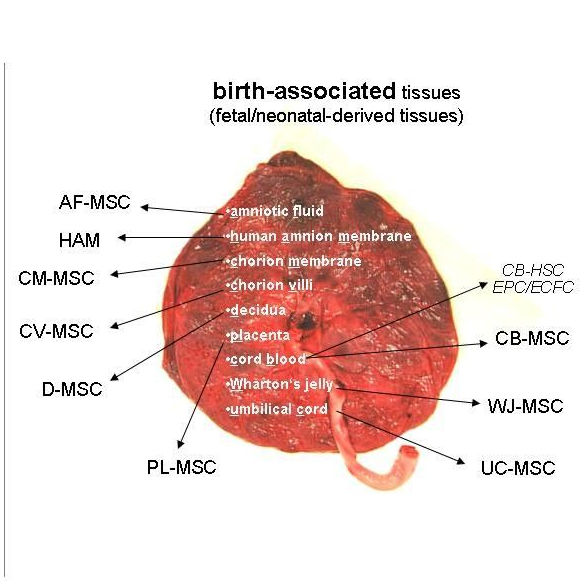 birth-associated tissues
(fetal/neonatal-derived tissues)
AF-MSC
HAM
CM-MSC
CV-MSC
D-MSC
PL-MSC
•amniotic fluid
•human amnion membrane
•chorion membrane
•chorion villi
•decidua
•placenta
•cord blood
•Wharton's jelly
•umbilical cord
CB-HSC
EPC/ECFC
CB-MSC
WJ-MSC
UC-MSC